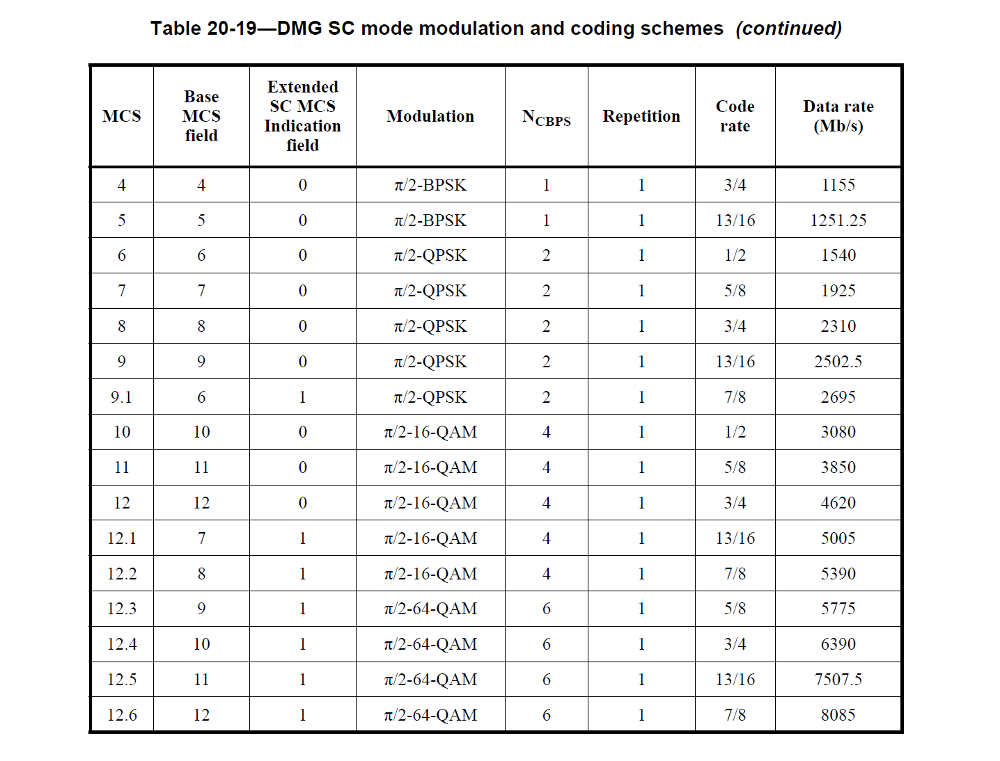 Table 20-19—DMG SC mode modulation and coding schemes (continued)
MCS Base MCS field Extended SC MCS Indication field Modulation NCBPS Repetition Code rate Data rate (Mb/s)
4 4 0 π/2-BPSK 1 1 3/4 1155
5 5 0 π/2-BPSK 1 1 13/16 1251.25
6 6 0 π/2-QPSK 2 1 1/2 1540
7 7 0 π/2-QPSK 2 1 5/8 1925
8 8 0 π/2-QPSK 2 1 3/4 2310
9 9 0 π/2-QPSK 2 1 13/16 2502.5
9.1 6 1 π/2-QPSK 2 1 7/8 2695
10 10 0 π/2-16-QAM 4 1 1/2 3080
11 11 0 π/2-16-QAM 4 1 5/8 3850
12 12 0 π/2-16-QAM 4 1 3/4 4620
12.1 7 1 π/2-16-QAM 4 1 13/16 5005
12.2 8 1 π/2-16-QAM 4 1 7/8 5390
12.3 9 1 π/2-64-QAM 6 1 5/8 5775
12.4 10 1 π/2-64-QAM 6 1 3/4 6390
12.5 11 1 π/2-64-QAM 6 1 13/16 7507.5
12.6 12 1 π/2-64-QAM 6 1 7/8 8085